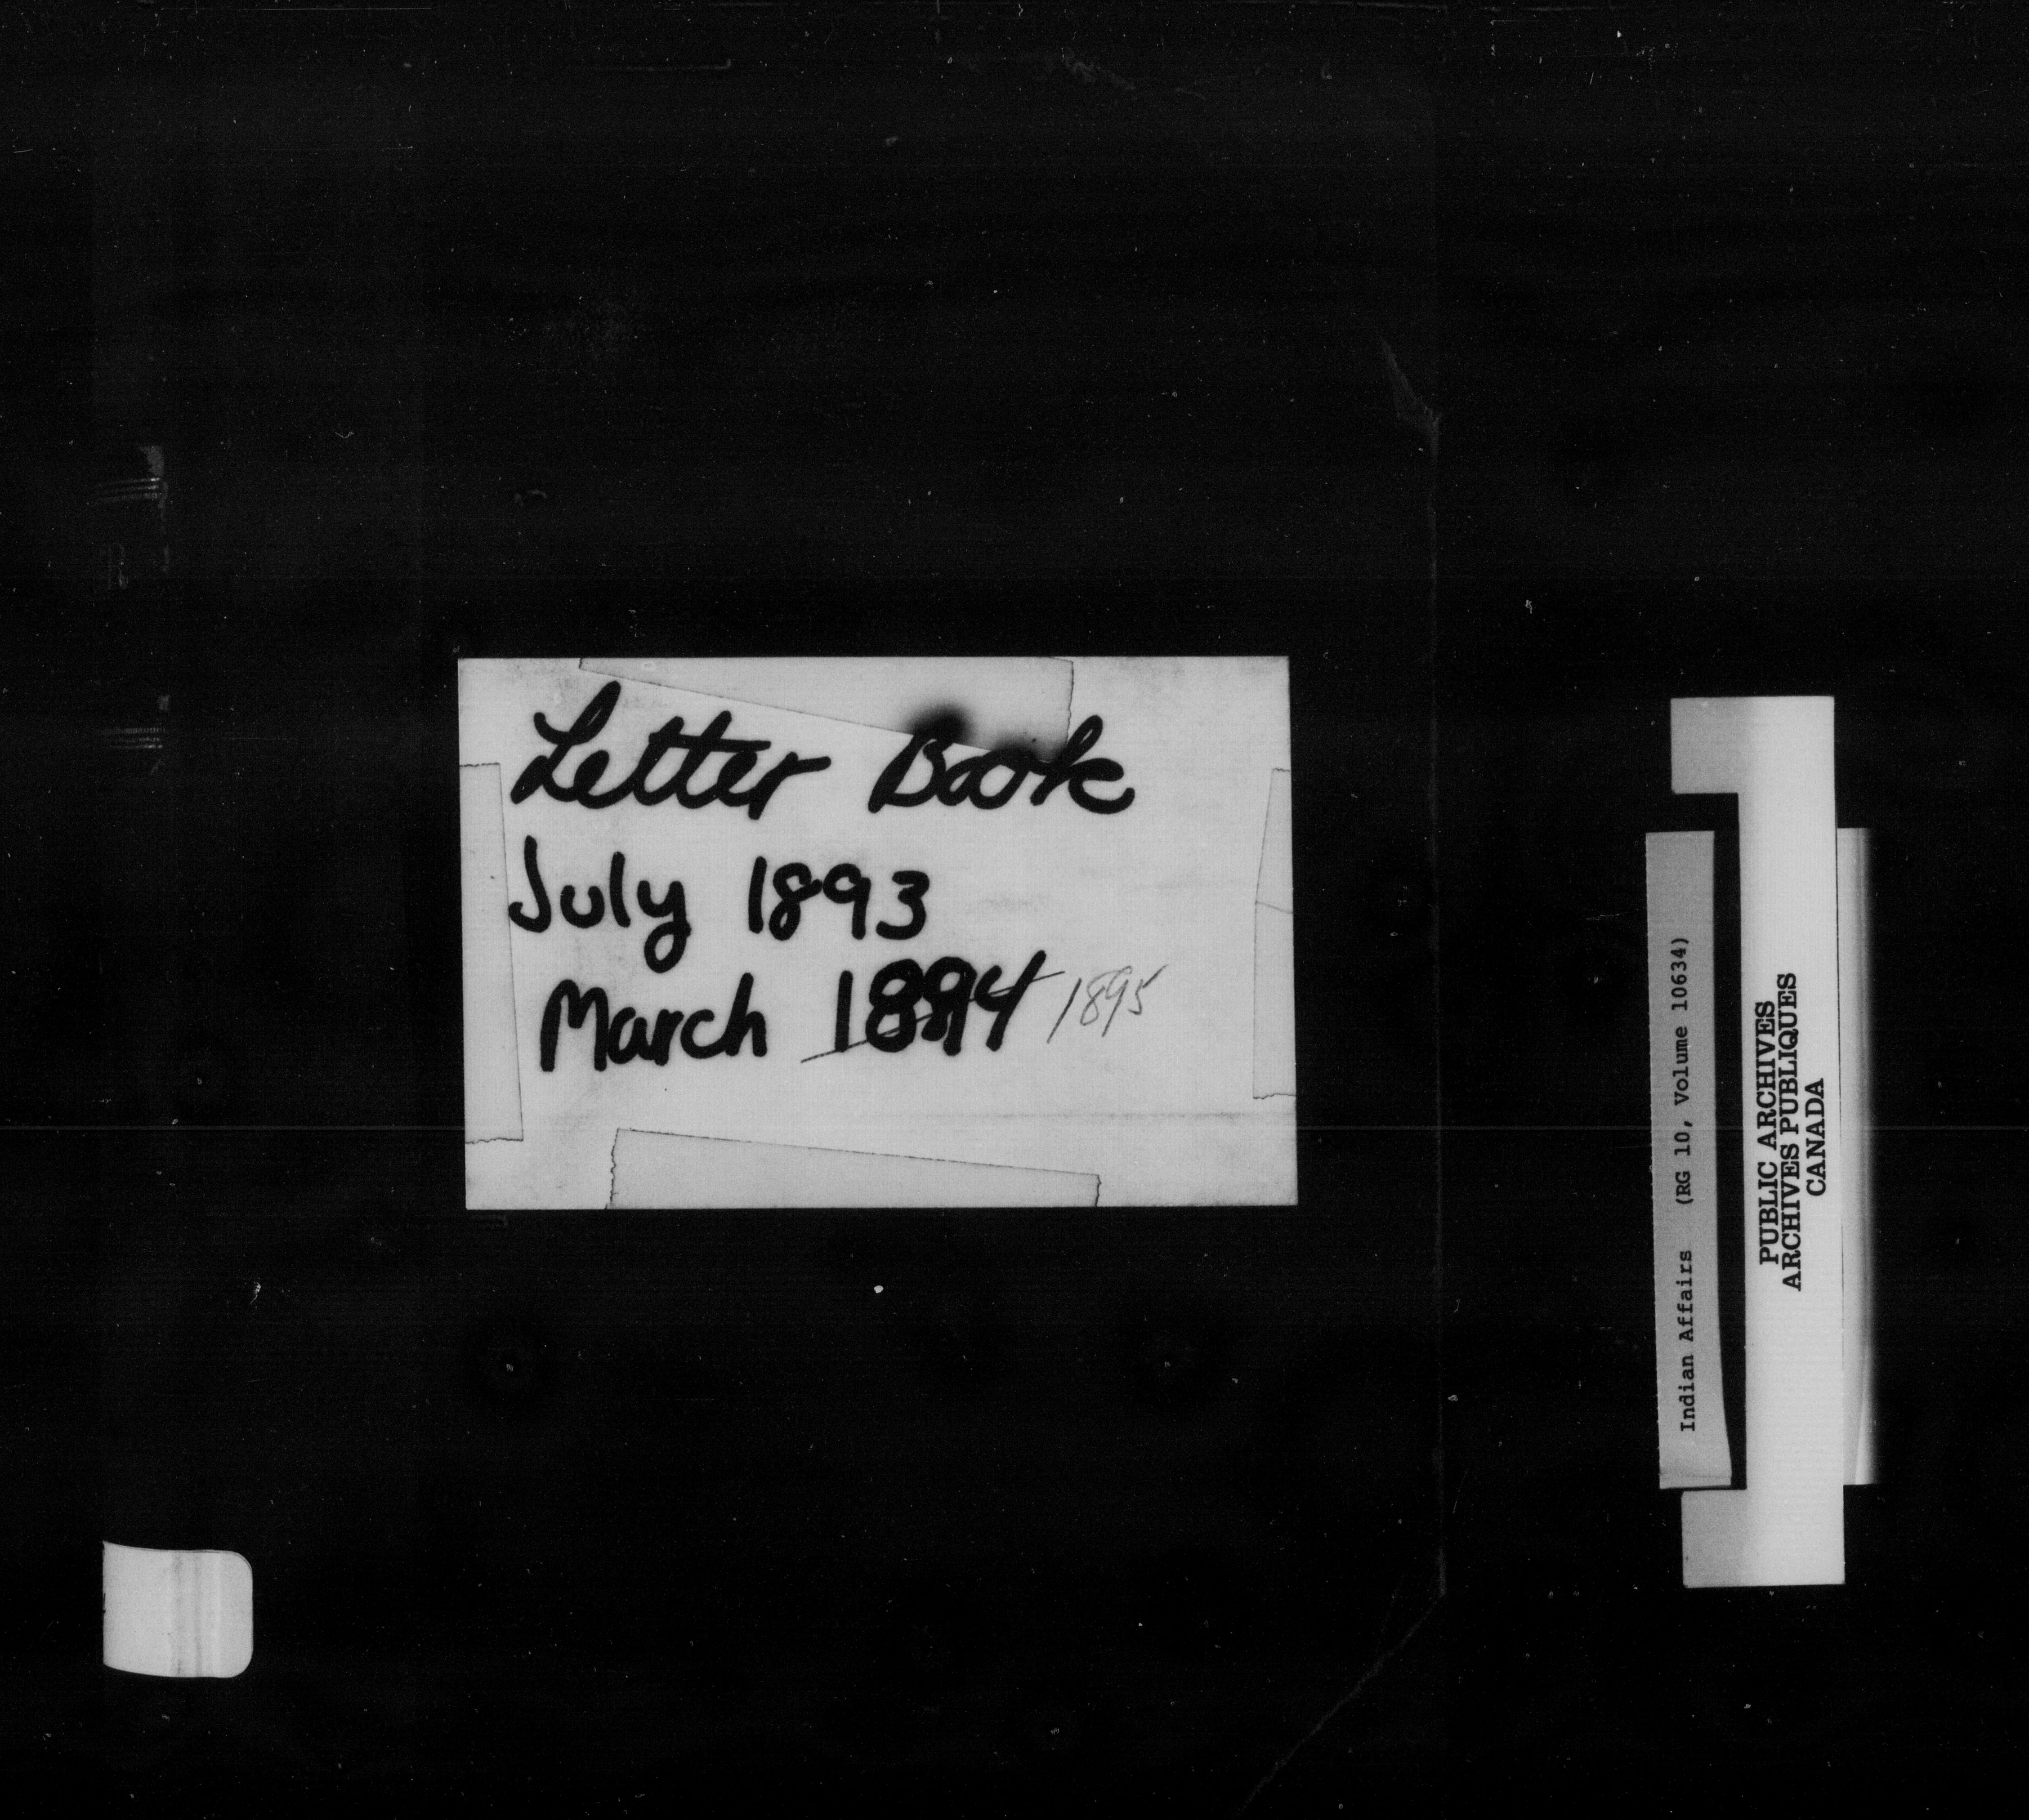 Letter Book
July 1893
March 1894 1895
Indian Affairs (RG 10, Volume 10634)
PUBLIC ARCHIVES
ARCHIVES PUBLIQUES
CANADA